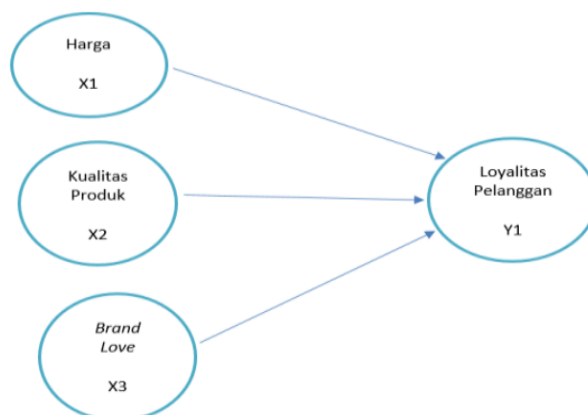 Harga
X1
Kualitas
Produk
X2
Brand
Love
X3
Loyalitas
Pelanggan
Y1